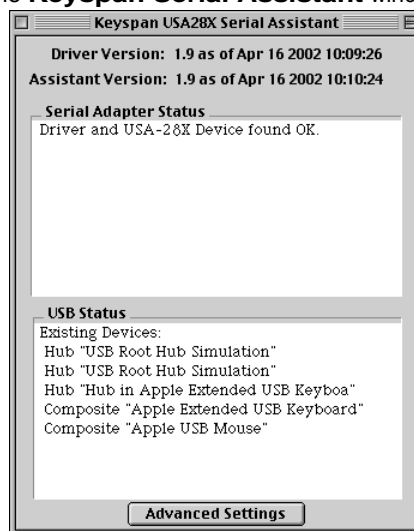 Keyspan Serial Assistant
Keyspan USA28X Serial Assistant
Driver Version: 1.9 as of Apr 16 2002 10:09:26
Assistant Version: 1.9 as of Apr 16 2002 10:10:24
Serial Adapter Status
Driver and USA-28X Device found OK.
USB Status
Existing Devices:
Hub "USB Root Hub Simulation"
Hub "USB Root Hub Simulation"
Hub "Hub in Apple Extended USB Keyboa"
Composite "Apple Extended USB Keyboard"
Composite "Apple USB Mouse"
Advanced Settings